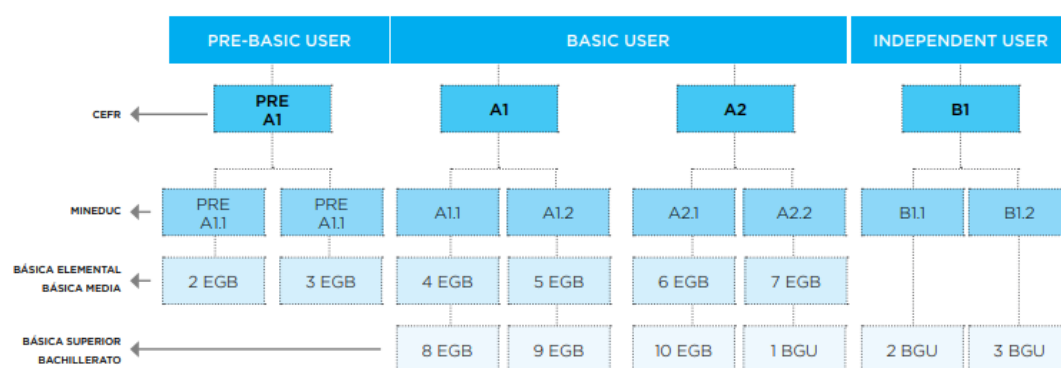 PRE-BASIC USER BASIC USER INDEPENDENT USER
CEFR PRE A1 A1 A2 B1
MINEDUC PRE A1.1 PRE A1.1 A1.1 A1.2 A2.1 A2.2 B1.1 B1.2
BÁSICA ELEMENTAL
BÁSICA MEDIA
2 EGB 3 EGB 4 EGB 5 EGB 6 EGB 7 EGB
BÁSICA SUPERIOR
BACHILLERATO
8 EGB 9 EGB 10 EGB 1 BGU 2 BGU 3 BGU